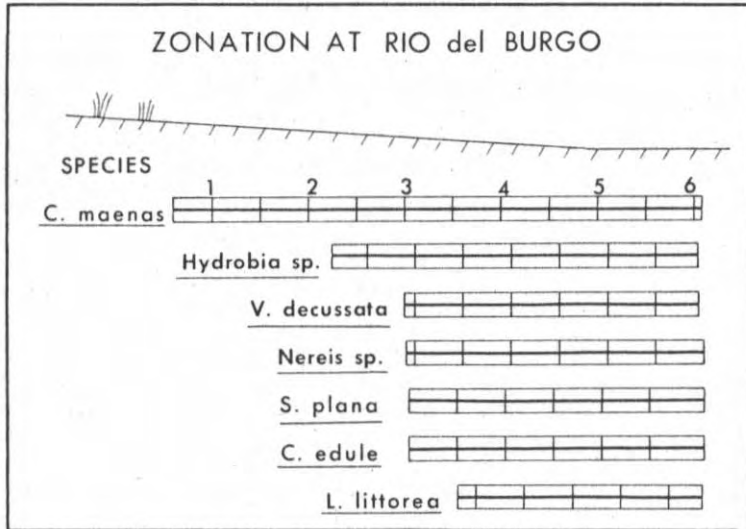 ZONATION AT RIO del BURGO
SPECIES
1 2 3 4 5 6
C. maenas
Hydrobia sp.
V. decussata
Nereis sp.
S. plana
C. edule
L. littorea